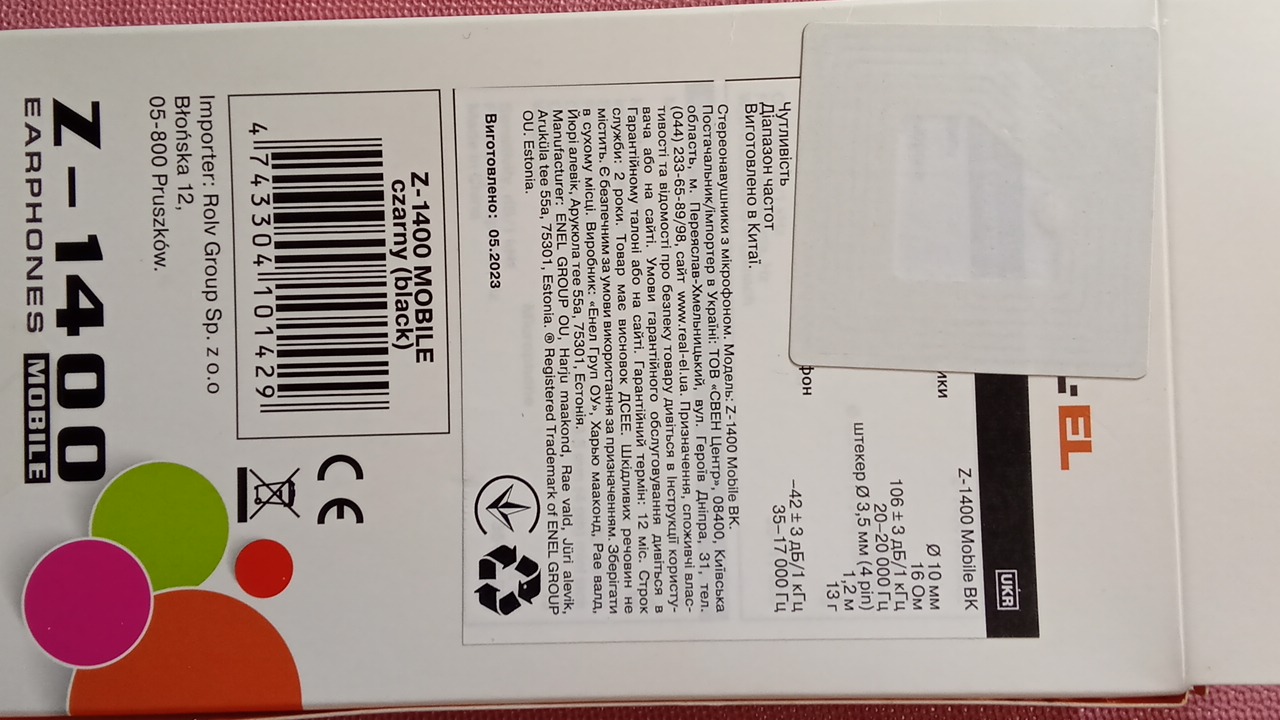 EL
UKR
Z-1400 Mobile BK
ики
Ø 10 мм
16 Ом
106 ± 3 дБ/1 кГц
20–20 000 Гц
штекер Ø 3,5 мм (4 pin)
1,2 м
13 г
фон
Чутливість –42 ± 3 дБ/1 кГц
Діапазон частот 35–17 000 Гц
Виготовлено в Китаї.
Стереонавушники з мікрофоном. Модель: Z-1400 Mobile BK.
Постачальник/імпортер в Україні: ТОВ «СВЕН Центр», 08400, Київська
область, м. Переяслав-Хмельницький, вул. Героїв Дніпра, 31, тел.
(044) 233-65-89/98, сайт www.real-el.ua. Призначення, споживчі влас-
тивості та відомості про безпеку товару дивіться в Інструкції користу-
вача або на сайті. Умови гарантійного обслуговування дивіться в
Гарантійному талоні або на сайті. Гарантійний термін: 12 міс. Строк
служби: 2 роки. Товар має висновок ДСЕЕ. Шкідливих речовин не
містить. Є безпечним за умови використання за призначенням. Зберігати
в сухому місці. Виробник: «Енел Груп ОУ», Харью мааконд, Рае валд,
Йюрі алевік, Арукюла тее 55а, 75301, Естонія.
Manufacturer: ENEL GROUP OU, Harju maakond, Rae vald, Jüri alevik,
Aruküla tee 55a, 75301, Estonia. ® Registered Trademark of ENEL GROUP
OU. Estonia.
Виготовлено: 05.2023
Z-1400 MOBILE
czarny (black)
4 743304 101429
CE
Importer: Rolv Group Sp. z o.o
Błońska 12,
05-800 Pruszków.
Z-1400
EARPHONES MOBILE